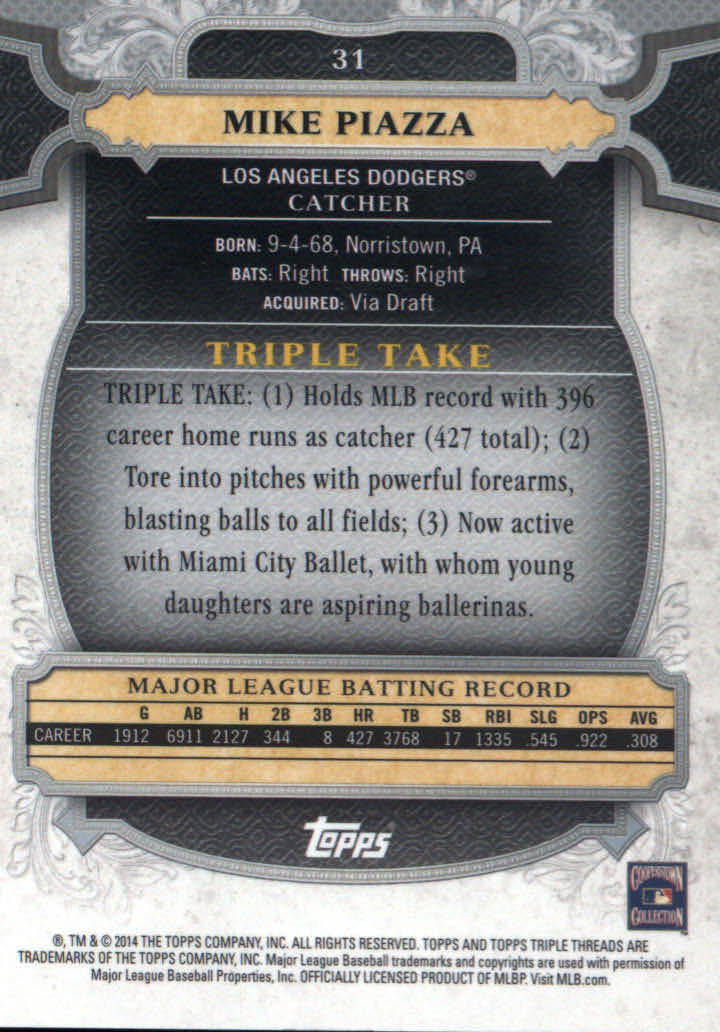 31
MIKE PIAZZA
LOS ANGELES DODGERS®
CATCHER
BORN: 9-4-68, Norristown, PA
BATS: Right THROWS: Right
ACQUIRED: Via Draft
TRIPLE TAKE
TRIPLE TAKE: (1) Holds MLB record with 396
career home runs as catcher (427 total); (2)
Tore into pitches with powerful forearms,
blasting balls to all fields; (3) Now active
with Miami City Ballet, with whom young
daughters are aspiring ballerinas.
MAJOR LEAGUE BATTING RECORD
G AB H 2B 3B HR TB SB RBI SLG OPS AVG
CAREER 1912 6911 2127 344 8 427 3768 17 1335 .545 .922 .308
Topps
COOPERSTOWN
COLLECTION
®, TM & © 2014 THE TOPPS COMPANY, INC. ALL RIGHTS RESERVED. TOPPS AND TOPPS TRIPLE THREADS ARE
TRADEMARKS OF THE TOPPS COMPANY, INC. Major League Baseball trademarks and copyrights are used with permission of
Major League Baseball Properties, Inc. OFFICIALLY LICENSED PRODUCT OF MLBP. Visit MLB.com.